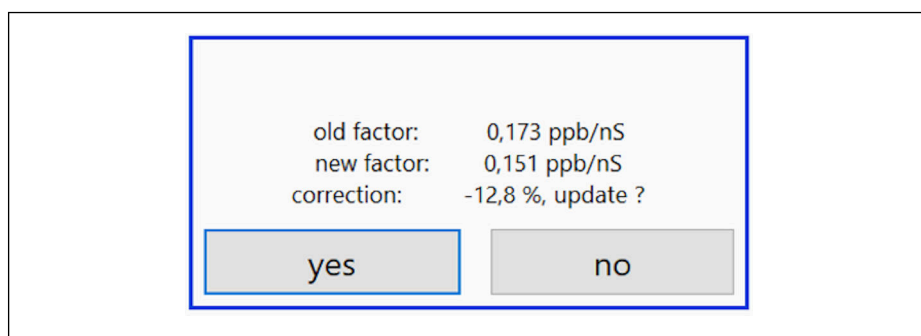 old factor: 0,173 ppb/nS
new factor: 0,151 ppb/nS
correction: -12,8 %, update ?
yes no